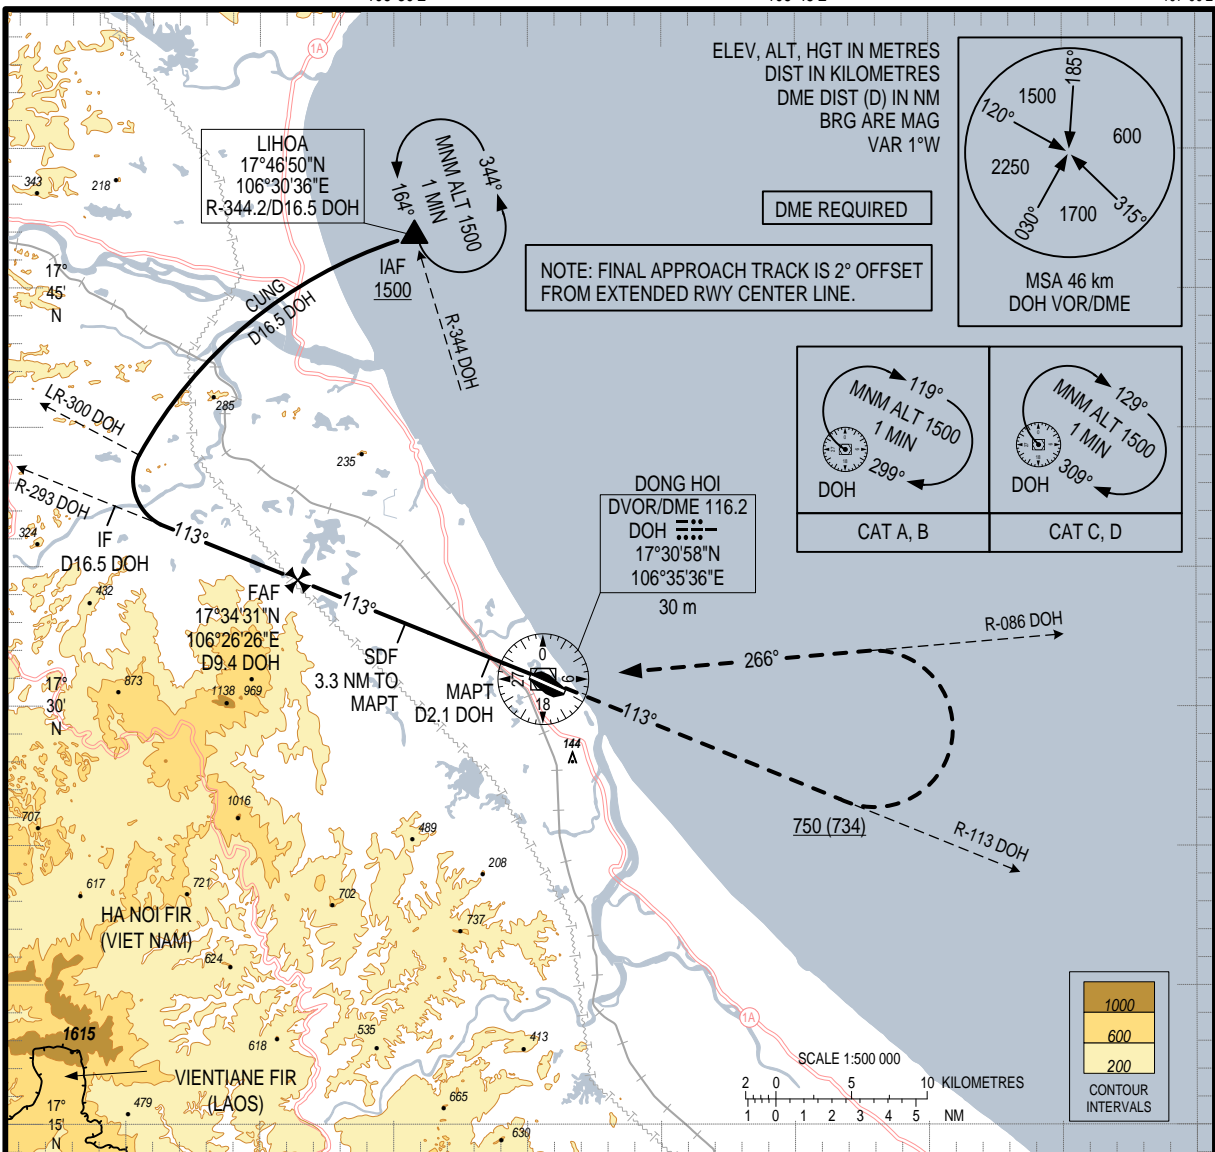 ELEV, ALT, HGT IN METRES
DIST IN KILOMETRES
DME DIST (D) IN NM
BRG ARE MAG
VAR 1°W
185°
1500
120°
600
2250
1700
030°
315°
MSA 46 km
DOH VOR/DME
DME REQUIRED
NOTE: FINAL APPROACH TRACK IS 2° OFFSET
FROM EXTENDED RWY CENTER LINE.
1A
LIHOA
17°46'50"N
106°30'36"E
R-344.2/D16.5 DOH
344°
MNM ALT 1500
1 MIN
164°
IAF
1500
343
218
17°
45'
N
CUNG
D16.5 DOH
R-344 DOH
285
235
LR-300 DOH
R-293 DOH
324
IF
D16.5 DOH
113°
432
FAF
17°34'31"N
106°26'26"E
D9.4 DOH
113°
SDF
3.3 NM TO
MAPT
MAPT
D2.1 DOH
DONG HOI
DVOR/DME 116.2
DOH
17°30'58"N
106°35'36"E
30 m
0
9
18
27
119°
MNM ALT 1500
1 MIN
299°
DOH
CAT A, B
129°
MNM ALT 1500
1 MIN
309°
DOH
CAT C, D
R-086 DOH
266°
113°
750 (734)
R-113 DOH
144
873
1138
969
17°
30'
N
1016
707
489
208
617
721
702
737
HA NOI FIR
(VIET NAM)
624
1615
618
535
413
VIENTIANE FIR
(LAOS)
479
665
630
17°
15'
N
1A
SCALE 1:500 000
2 0 5 10 KILOMETRES
1 0 1 2 3 4 5 NM
1000
600
200
CONTOUR
INTERVALS